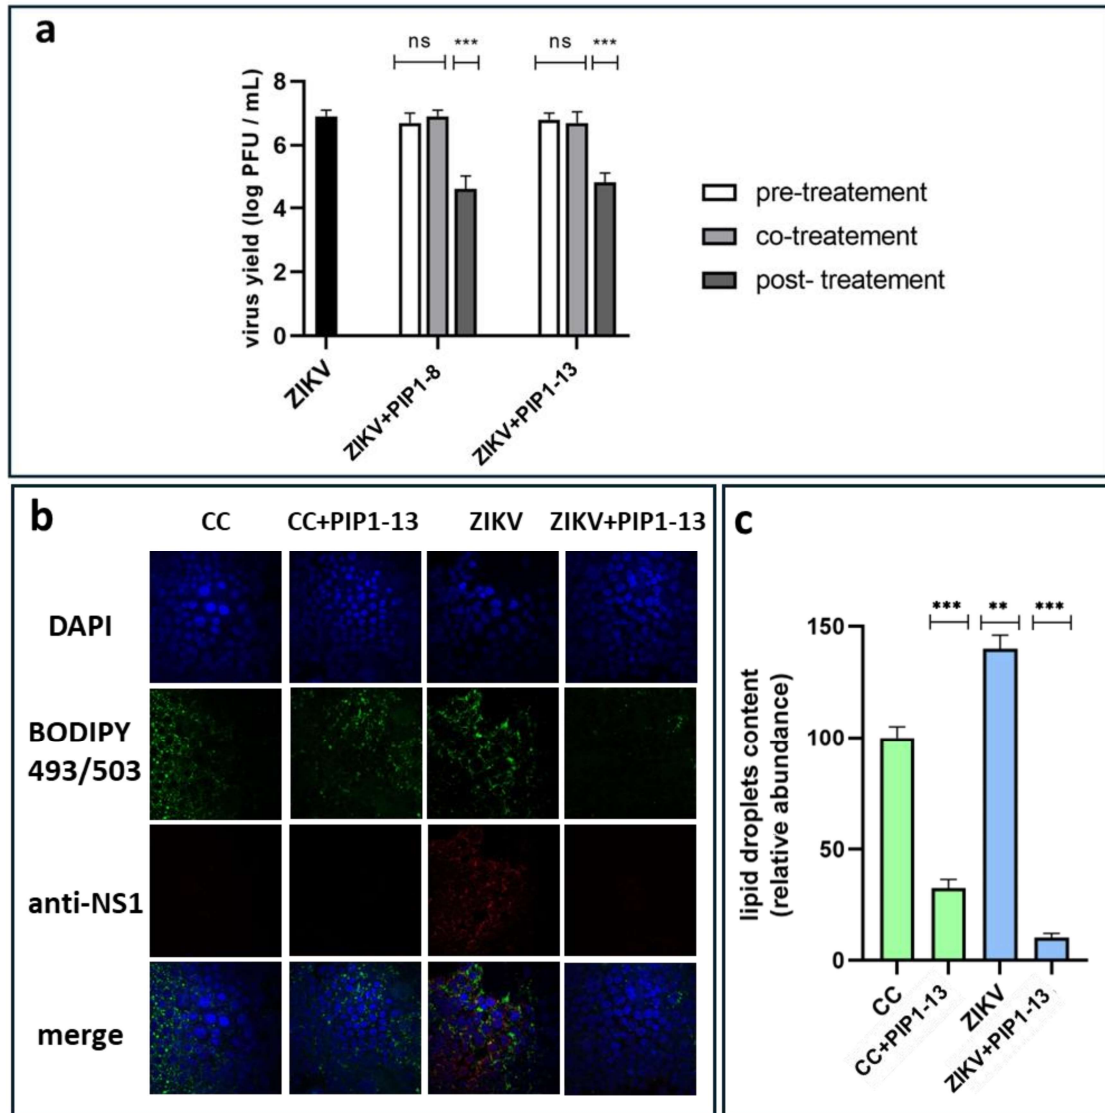 a
ns *** ns ***
virus yield (log PFU / mL)
8
6
4
2
0
ZIKV
ZIKV+PIP1-8
ZIKV+PIP1-13
pre-treatement
co-treatement
post- treatement
b
CC CC+PIP1-13 ZIKV ZIKV+PIP1-13
DAPI
BODIPY
493/503
anti-NS1
merge
c
*** ** ***
lipid droplets content
(relative abundance)
150
100
50
0
CC
CC+PIP1-13
ZIKV
ZIKV+PIP1-13